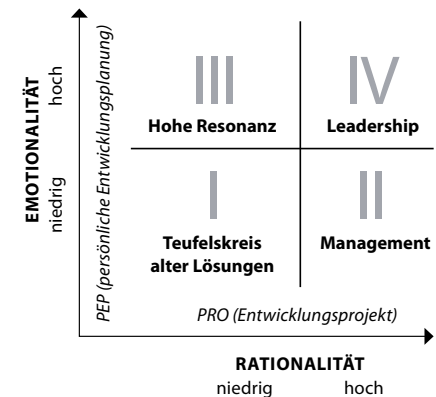 EMOTIONALITÄT
niedrig hoch
PEP (persönliche Entwicklungsplanung)
III
Hohe Resonanz
IV
Leadership
I
Teufelskreis
alter Lösungen
II
Management
PRO (Entwicklungsprojekt)
RATIONALITÄT
niedrig hoch